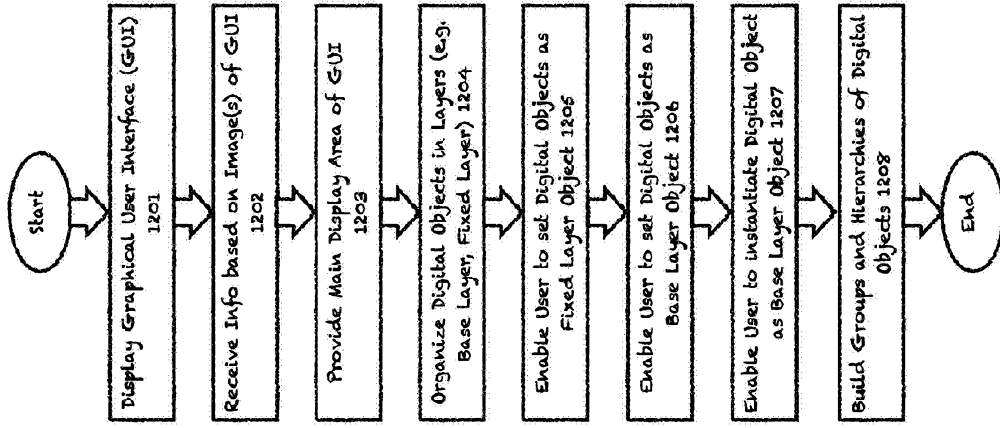 Start
Display Graphical User Interface (GUI)
1201
Receive Info based on Image(s) of GUI
1202
Provide Main Display Area of GUI
1203
Organize Digital Objects in Layers (e.g.
Base Layer, Fixed Layer) 1204
Enable User to set Digital Objects as
Fixed Layer Object 1205
Enable User to set Digital Objects as
Base Layer Object 1206
Enable User to instantiate Digital Object
as Base Layer Object 1207
Build Groups and Hierarchies of Digital
Objects 1208
End